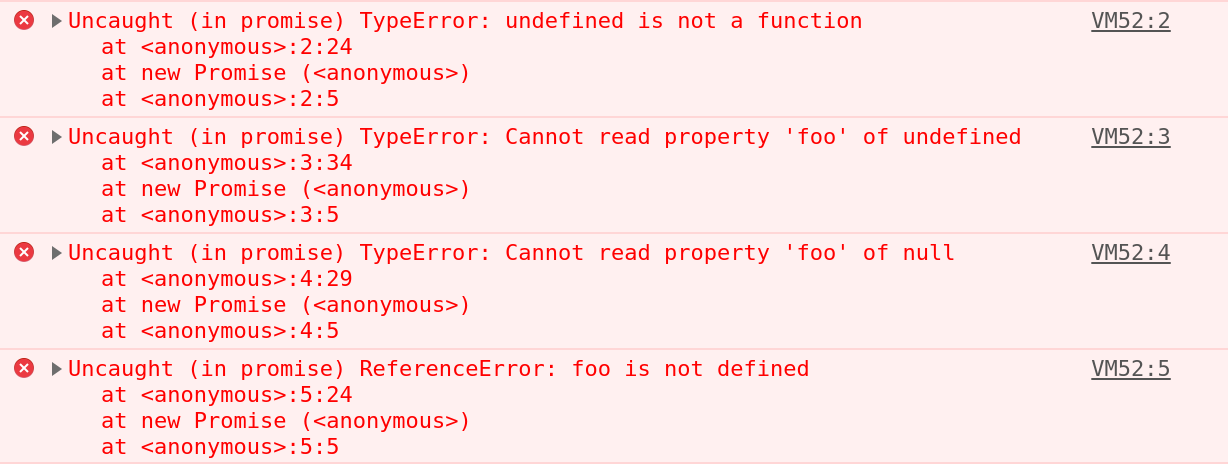 Uncaught (in promise) TypeError: undefined is not a function VM52:2
at <anonymous>:2:24
at new Promise (<anonymous>)
at <anonymous>:2:5
Uncaught (in promise) TypeError: Cannot read property 'foo' of undefined VM52:3
at <anonymous>:3:34
at new Promise (<anonymous>)
at <anonymous>:3:5
Uncaught (in promise) TypeError: Cannot read property 'foo' of null VM52:4
at <anonymous>:4:29
at new Promise (<anonymous>)
at <anonymous>:4:5
Uncaught (in promise) ReferenceError: foo is not defined VM52:5
at <anonymous>:5:24
at new Promise (<anonymous>)
at <anonymous>:5:5